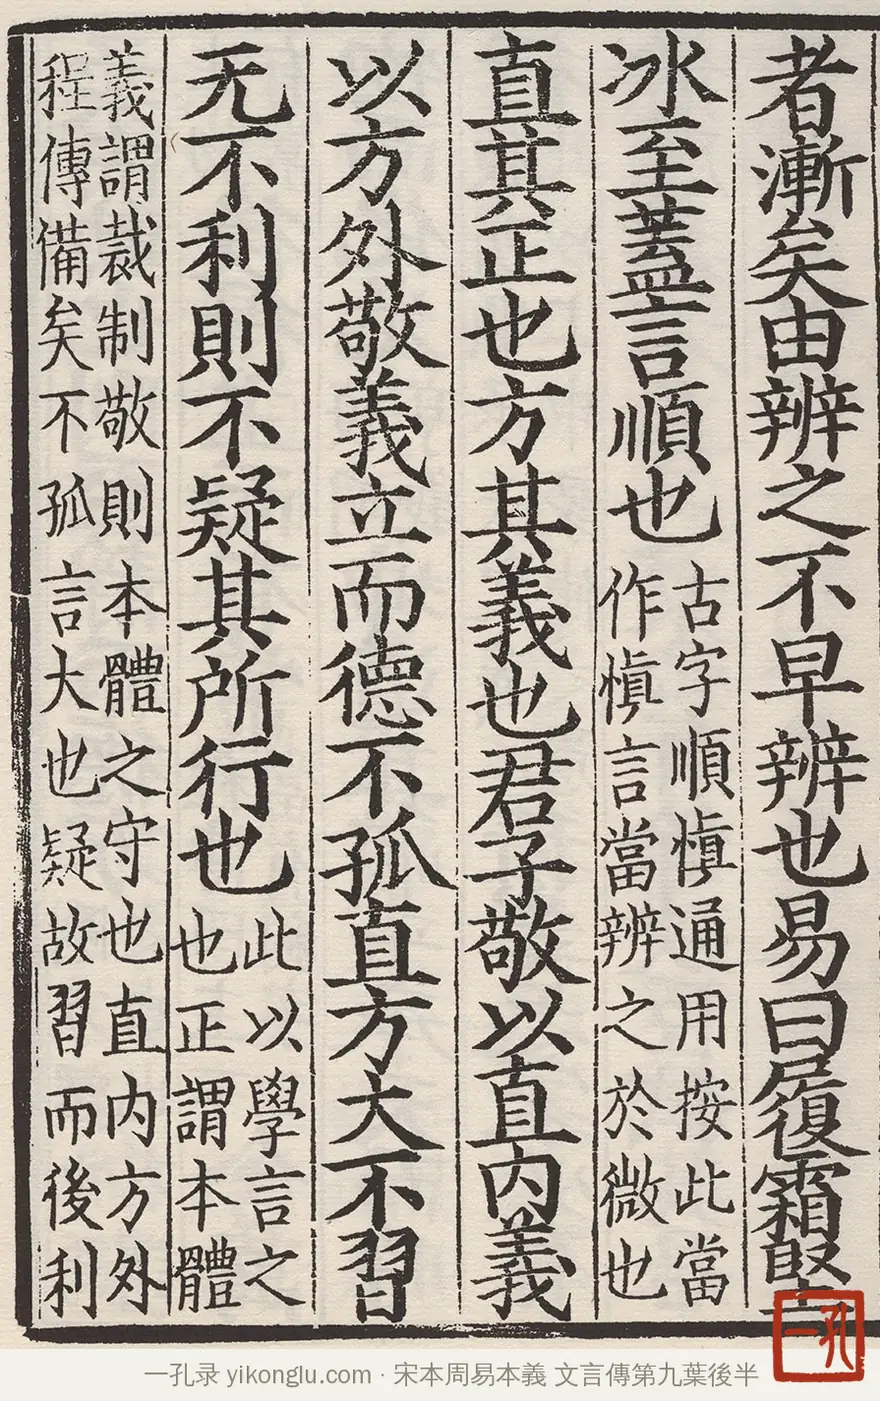 者漸矣由辨之不早辨也易曰履霜堅
冰至蓋言順也
古字順愼通用按此當
作愼言當辨之於微也
直其正也方其義也君子敬以直内義
以方外敬義立而德不孤直方大不習
无不利則不疑其所行也
此以學言之
也正謂本體
義謂裁制敬則本體之守也直内方外
程傳備矣不孤言大也疑故習而後利
一孔
一孔录 yikonglu.com · 宋本周易本義 文言傳第九葉後半